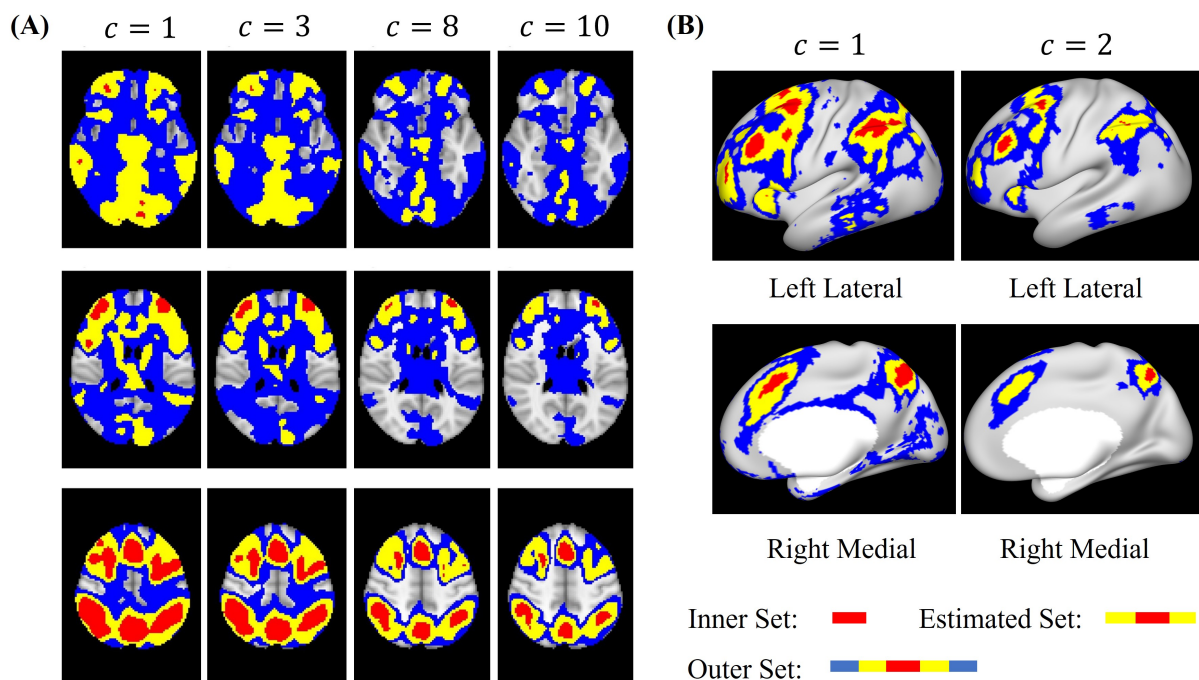 (A)
c = 1 c = 3 c = 8 c = 10
(B)
c = 1 c = 2
Left Lateral Left Lateral
Right Medial Right Medial
Inner Set: Estimated Set:
Outer Set: